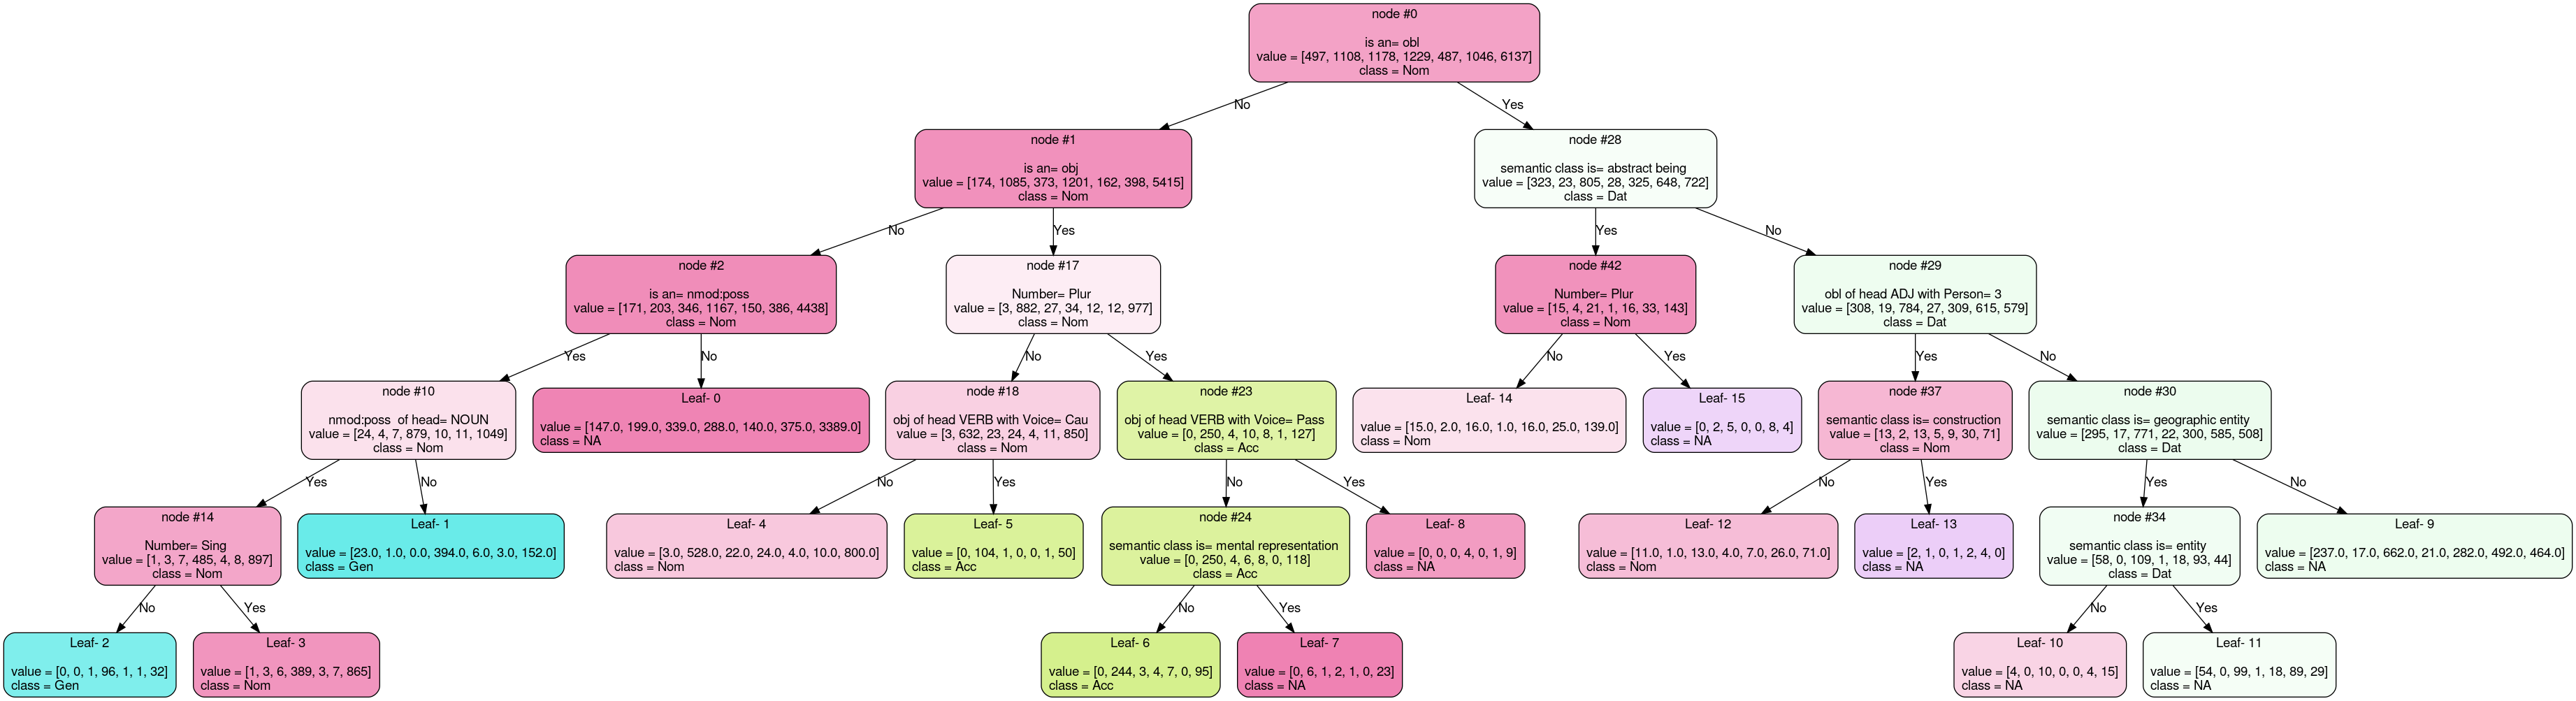 node #0
is an= obl
value = [497, 1108, 1178, 1229, 487, 1046, 6137]
class = Nom
No
Yes
node #1
is an= obj
value = [174, 1085, 373, 1201, 162, 398, 5415]
class = Nom
node #28
semantic class is= abstract being
value = [323, 23, 805, 28, 325, 648, 722]
class = Dat
No
Yes
Yes
No
node #2
is an= nmod:poss
value = [171, 203, 346, 1167, 150, 386, 4438]
class = Nom
node #17
Number= Plur
value = [3, 882, 27, 34, 12, 12, 977]
class = Nom
node #42
Number= Plur
value = [15, 4, 21, 1, 16, 33, 143]
class = Nom
node #29
obl of head ADJ with Person= 3
value = [308, 19, 784, 27, 309, 615, 579]
class = Dat
Yes
No
No
Yes
No
Yes
Yes
No
node #10
nmod:poss  of head= NOUN
value = [24, 4, 7, 879, 10, 11, 1049]
class = Nom
Leaf- 0
value = [147.0, 199.0, 339.0, 288.0, 140.0, 375.0, 3389.0]
class = NA
node #18
obj of head VERB with Voice= Cau
value = [3, 632, 23, 24, 4, 11, 850]
class = Nom
node #23
obj of head VERB with Voice= Pass
value = [0, 250, 4, 10, 8, 1, 127]
class = Acc
Leaf- 14
value = [15.0, 2.0, 16.0, 1.0, 16.0, 25.0, 139.0]
class = Nom
Leaf- 15
value = [0, 2, 5, 0, 0, 8, 4]
class = NA
node #37
semantic class is= construction
value = [13, 2, 13, 5, 9, 30, 71]
class = Nom
node #30
semantic class is= geographic entity
value = [295, 17, 771, 22, 300, 585, 508]
class = Dat
Yes
No
No
Yes
No
Yes
No
Yes
Yes
No
node #14
Number= Sing
value = [1, 3, 7, 485, 4, 8, 897]
class = Nom
Leaf- 1
value = [23.0, 1.0, 0.0, 394.0, 6.0, 3.0, 152.0]
class = Gen
Leaf- 4
value = [3.0, 528.0, 22.0, 24.0, 4.0, 10.0, 800.0]
class = Nom
Leaf- 5
value = [0, 104, 1, 0, 0, 1, 50]
class = Acc
node #24
semantic class is= mental representation
value = [0, 250, 4, 6, 8, 0, 118]
class = Acc
Leaf- 8
value = [0, 0, 0, 4, 0, 1, 9]
class = NA
Leaf- 12
value = [11.0, 1.0, 13.0, 4.0, 7.0, 26.0, 71.0]
class = Nom
Leaf- 13
value = [2, 1, 0, 1, 2, 4, 0]
class = NA
node #34
semantic class is= entity
value = [58, 0, 109, 1, 18, 93, 44]
class = Dat
Leaf- 9
value = [237.0, 17.0, 662.0, 21.0, 282.0, 492.0, 464.0]
class = NA
No
Yes
No
Yes
No
Yes
Leaf- 2
value = [0, 0, 1, 96, 1, 1, 32]
class = Gen
Leaf- 3
value = [1, 3, 6, 389, 3, 7, 865]
class = Nom
Leaf- 6
value = [0, 244, 3, 4, 7, 0, 95]
class = Acc
Leaf- 7
value = [0, 6, 1, 2, 1, 0, 23]
class = NA
Leaf- 10
value = [4, 0, 10, 0, 0, 4, 15]
class = NA
Leaf- 11
value = [54, 0, 99, 1, 18, 89, 29]
class = NA